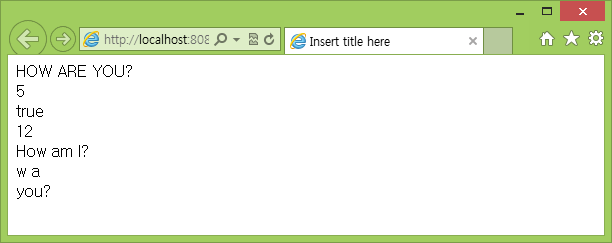 http://localhost:808
Insert title here
HOW ARE YOU?
5
true
12
How am I?
w a
you?